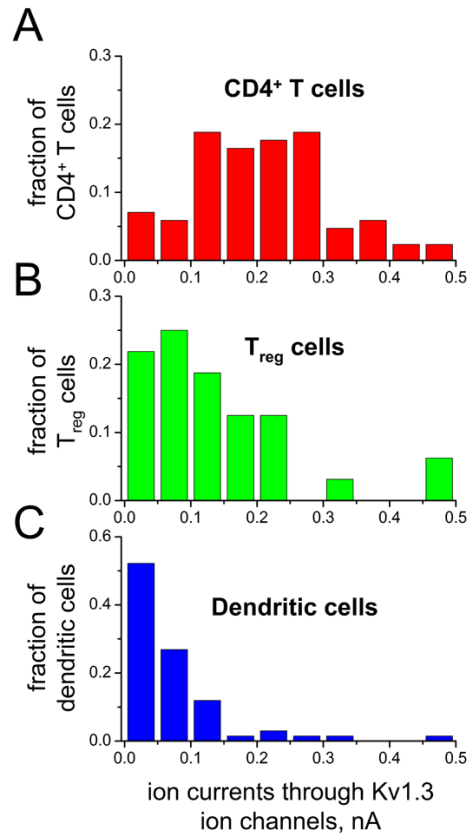 A
fraction of
CD4⁺ T cells
CD4⁺ T cells
0.3
0.2
0.1
0.0
0.0 0.1 0.2 0.3 0.4 0.5
B
fraction of
T_reg cells
T_reg cells
0.3
0.2
0.1
0.0
0.0 0.1 0.2 0.3 0.4 0.5
C
fraction of
dendritic cells
Dendritic cells
0.6
0.4
0.2
0.0
0.0 0.1 0.2 0.3 0.4 0.5
ion currents through Kv1.3
ion channels, nA